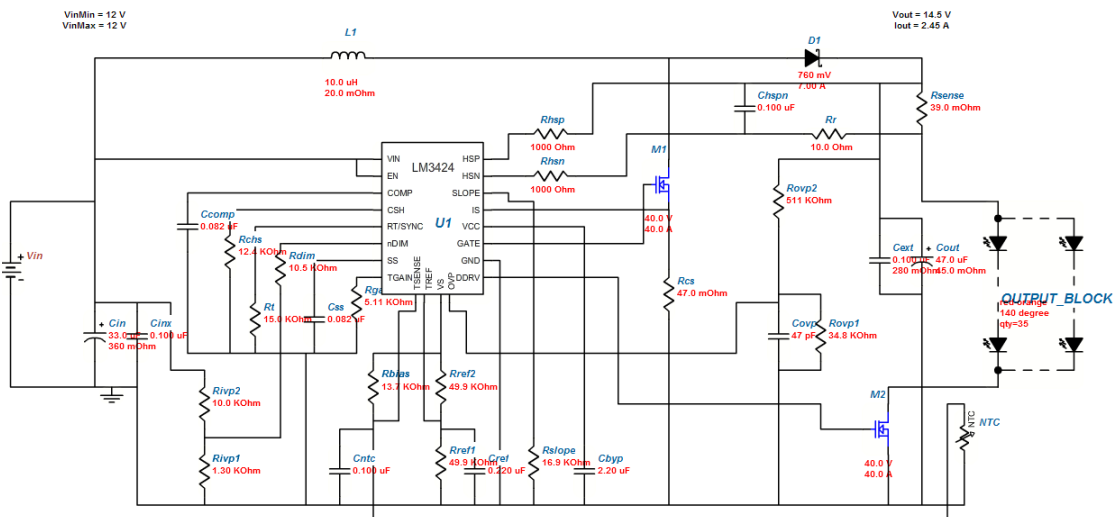 VinMin = 12 V
VinMax = 12 V
Vout = 14.5 V
Iout = 2.45 A
L1
10.0 uH
20.0 mOhm
D1
760 mV
7.00 A
Chspn
0.100 uF
Rsense
39.0 mOhm
Rhsp
1000 Ohm
Rr
10.0 Ohm
Rhsn
1000 Ohm
M1
40.0 V
40.0 A
LM3424
U1
VIN
EN
COMP
CSH
RT/SYNC
nDIM
SS
TGAIN
TSENSE
TREF
VS
OVP
HSP
HSN
SLOPE
IS
VCC
GATE
GND
DDRV
Ccomp
0.082 uF
Rchs
12.4 KOhm
Rdim
10.5 KOhm
Rt
15.0 KOhm
Css
0.082 uF
5.11 KOhm
Vin
Cin
33.0 uF
360 mOhm
Cinx
0.100 uF
Rivp2
10.0 KOhm
Rivp1
1.30 KOhm
Rbias
13.7 KOhm
Rref2
49.9 KOhm
Cntc
0.100 uF
Rref1
49.9 KOhm
Cref
0.220 uF
Rslope
16.9 KOhm
Cbyp
2.20 uF
Rcs
47.0 mOhm
Rovp2
511 KOhm
Covp
47 pF
Rovp1
34.8 KOhm
Cext
0.100 uF
280 mOhm
Cout
47.0 uF
45.0 mOhm
OUTPUT_BLOCK
red-orange
140 degree
qty=35
M2
40.0 V
40.0 A
NTC
NTC